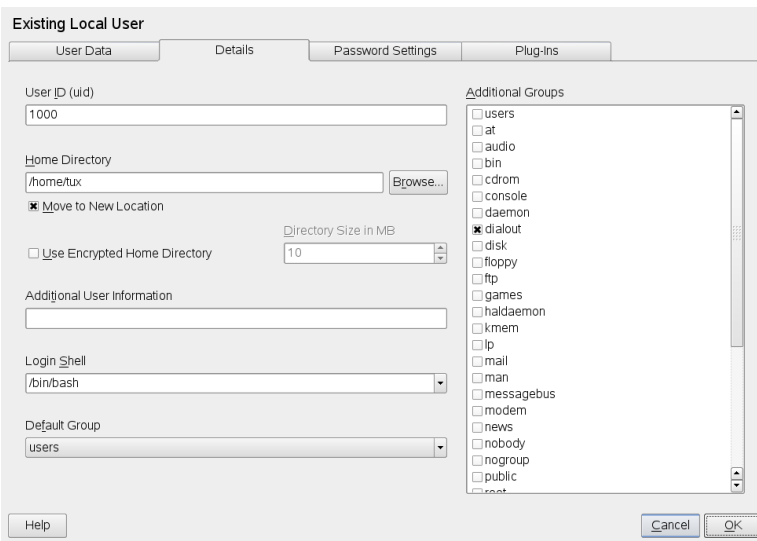 Existing Local User
User Data
Details
Password Settings
Plug-Ins
User ID (uid)
1000
Home Directory
/home/tux
Browse...
Move to New Location
Directory Size in MB
Use Encrypted Home Directory
10
Additional User Information
Login Shell
/bin/bash
Default Group
users
Additional Groups
users
at
audio
bin
cdrom
console
daemon
dialout
disk
floppy
ftp
games
haldaemon
kmem
lp
mail
man
messagebus
modem
news
nobody
nogroup
public
root
Help
Cancel
OK